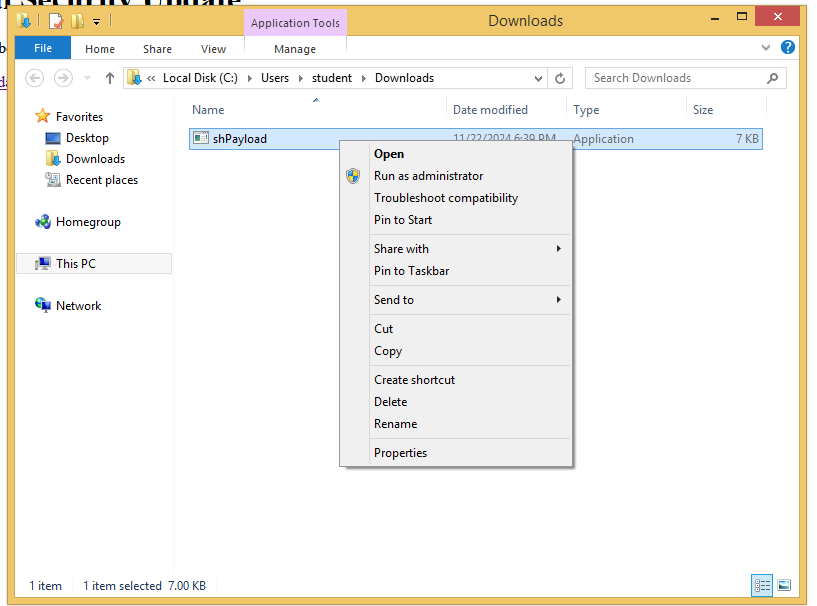 Security Update
Application Tools
Downloads
File
Home
Share
View
Manage
« Local Disk (C:) Users student Downloads
Search Downloads
Favorites
Desktop
Downloads
Recent places
Homegroup
This PC
Network
Name
Date modified
Type
Size
shPayload
11/22/2024 6:39 PM
Application
7 KB
Open
Run as administrator
Troubleshoot compatibility
Pin to Start
Share with
Pin to Taskbar
Send to
Cut
Copy
Create shortcut
Delete
Rename
Properties
1 item
1 item selected 7.00 KB